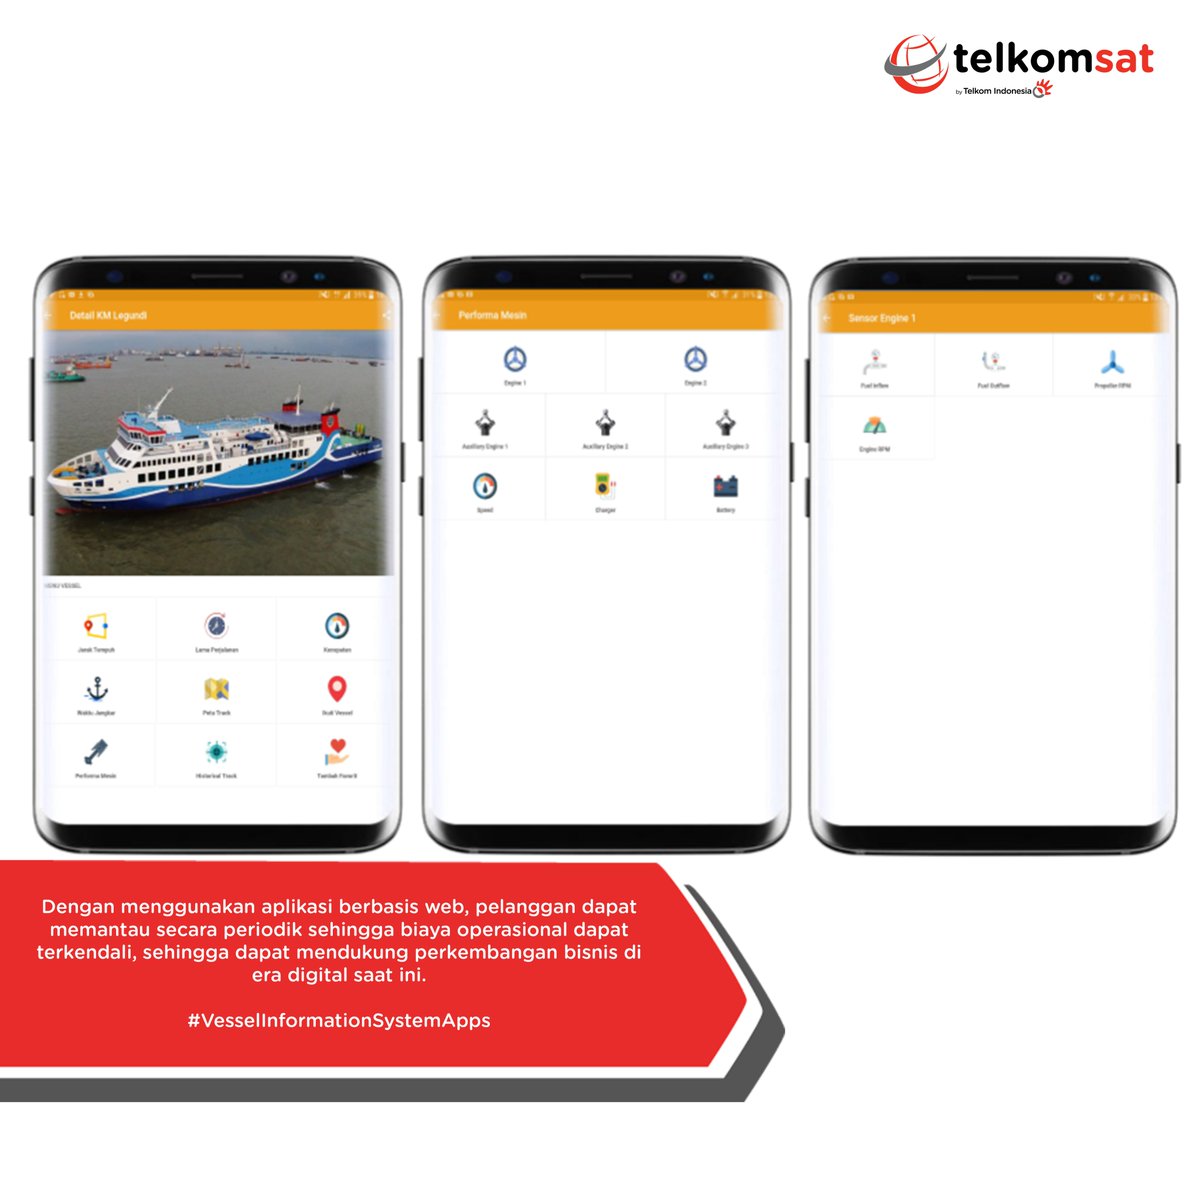 telkomsat
by Telkom Indonesia
Detail KM Legundi
MENU VESSEL
Jarak Tempuh
Lama Perjalanan
Kecepatan
Waktu Jangkar
Peta Track
Ikuti Vessel
Performa Mesin
Historical Track
Tambah Favorit
Performa Mesin
Engine 1
Engine 2
Auxiliary Engine 1
Auxiliary Engine 2
Auxiliary Engine 3
Speed
Charger
Battery
Sensor Engine 1
Fuel Inflow
Fuel Outflow
Propeller RPM
Engine RPM
Dengan menggunakan aplikasi berbasis web, pelanggan dapat
memantau secara periodik sehingga biaya operasional dapat
terkendali, sehingga dapat mendukung perkembangan bisnis di
era digital saat ini.
#VesselInformationSystemApps